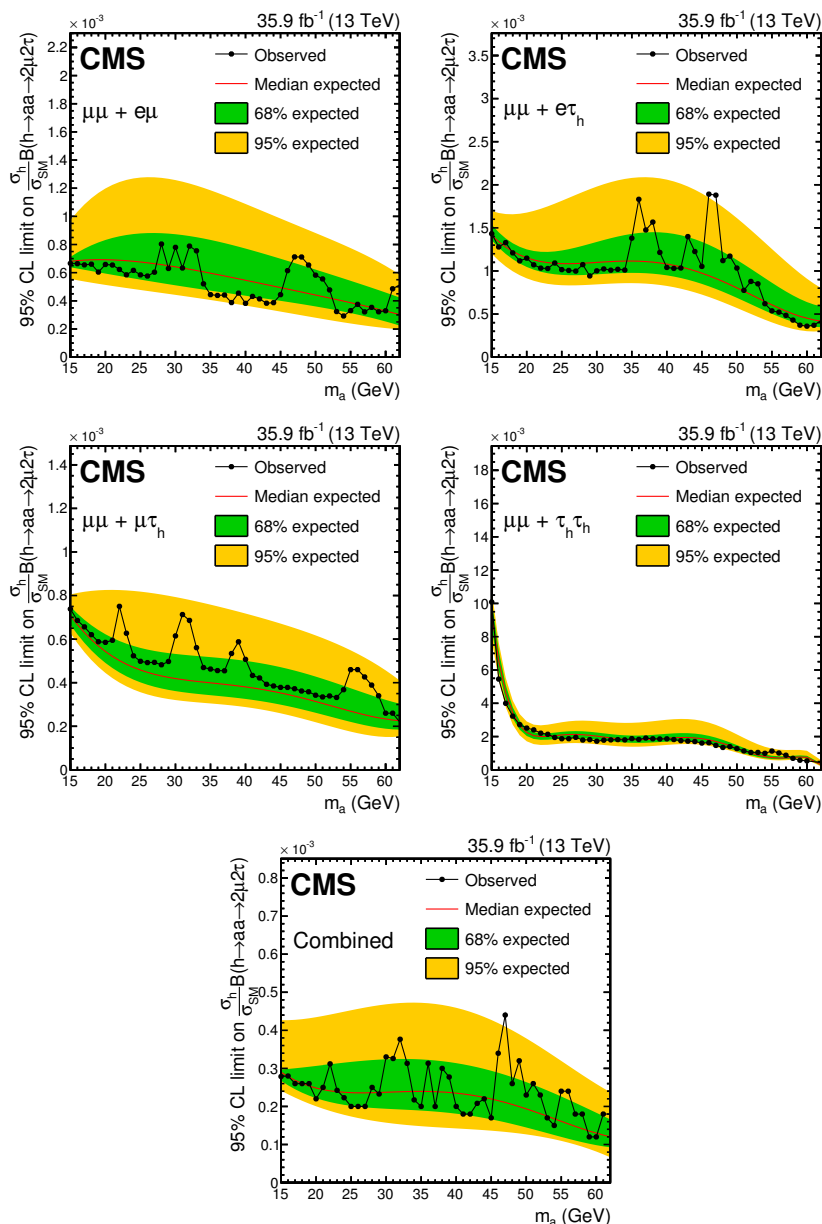 × 10⁻³
35.9 fb⁻¹ (13 TeV)
CMS
Observed
Median expected
68% expected
95% expected
μμ + eμ
95% CL limit on σh/σSM B(h→aa→2μ2τ)
2.2
2
1.8
1.6
1.4
1.2
1
0.8
0.6
0.4
0.2
0
15 20 25 30 35 40 45 50 55 60
mₐ (GeV)
× 10⁻³
35.9 fb⁻¹ (13 TeV)
CMS
Observed
Median expected
68% expected
95% expected
μμ + eτh
95% CL limit on σh/σSM B(h→aa→2μ2τ)
3.5
3
2.5
2
1.5
1
0.5
0
15 20 25 30 35 40 45 50 55 60
mₐ (GeV)
× 10⁻³
35.9 fb⁻¹ (13 TeV)
CMS
Observed
Median expected
68% expected
95% expected
μμ + μτh
95% CL limit on σh/σSM B(h→aa→2μ2τ)
1.4
1.2
1
0.8
0.6
0.4
0.2
0
15 20 25 30 35 40 45 50 55 60
mₐ (GeV)
× 10⁻³
35.9 fb⁻¹ (13 TeV)
CMS
Observed
Median expected
68% expected
95% expected
μμ + τhτh
95% CL limit on σh/σSM B(h→aa→2μ2τ)
18
16
14
12
10
8
6
4
2
0
15 20 25 30 35 40 45 50 55 60
mₐ (GeV)
× 10⁻³
35.9 fb⁻¹ (13 TeV)
CMS
Observed
Median expected
68% expected
95% expected
Combined
95% CL limit on σh/σSM B(h→aa→2μ2τ)
0.8
0.7
0.6
0.5
0.4
0.3
0.2
0.1
0
15 20 25 30 35 40 45 50 55 60
mₐ (GeV)